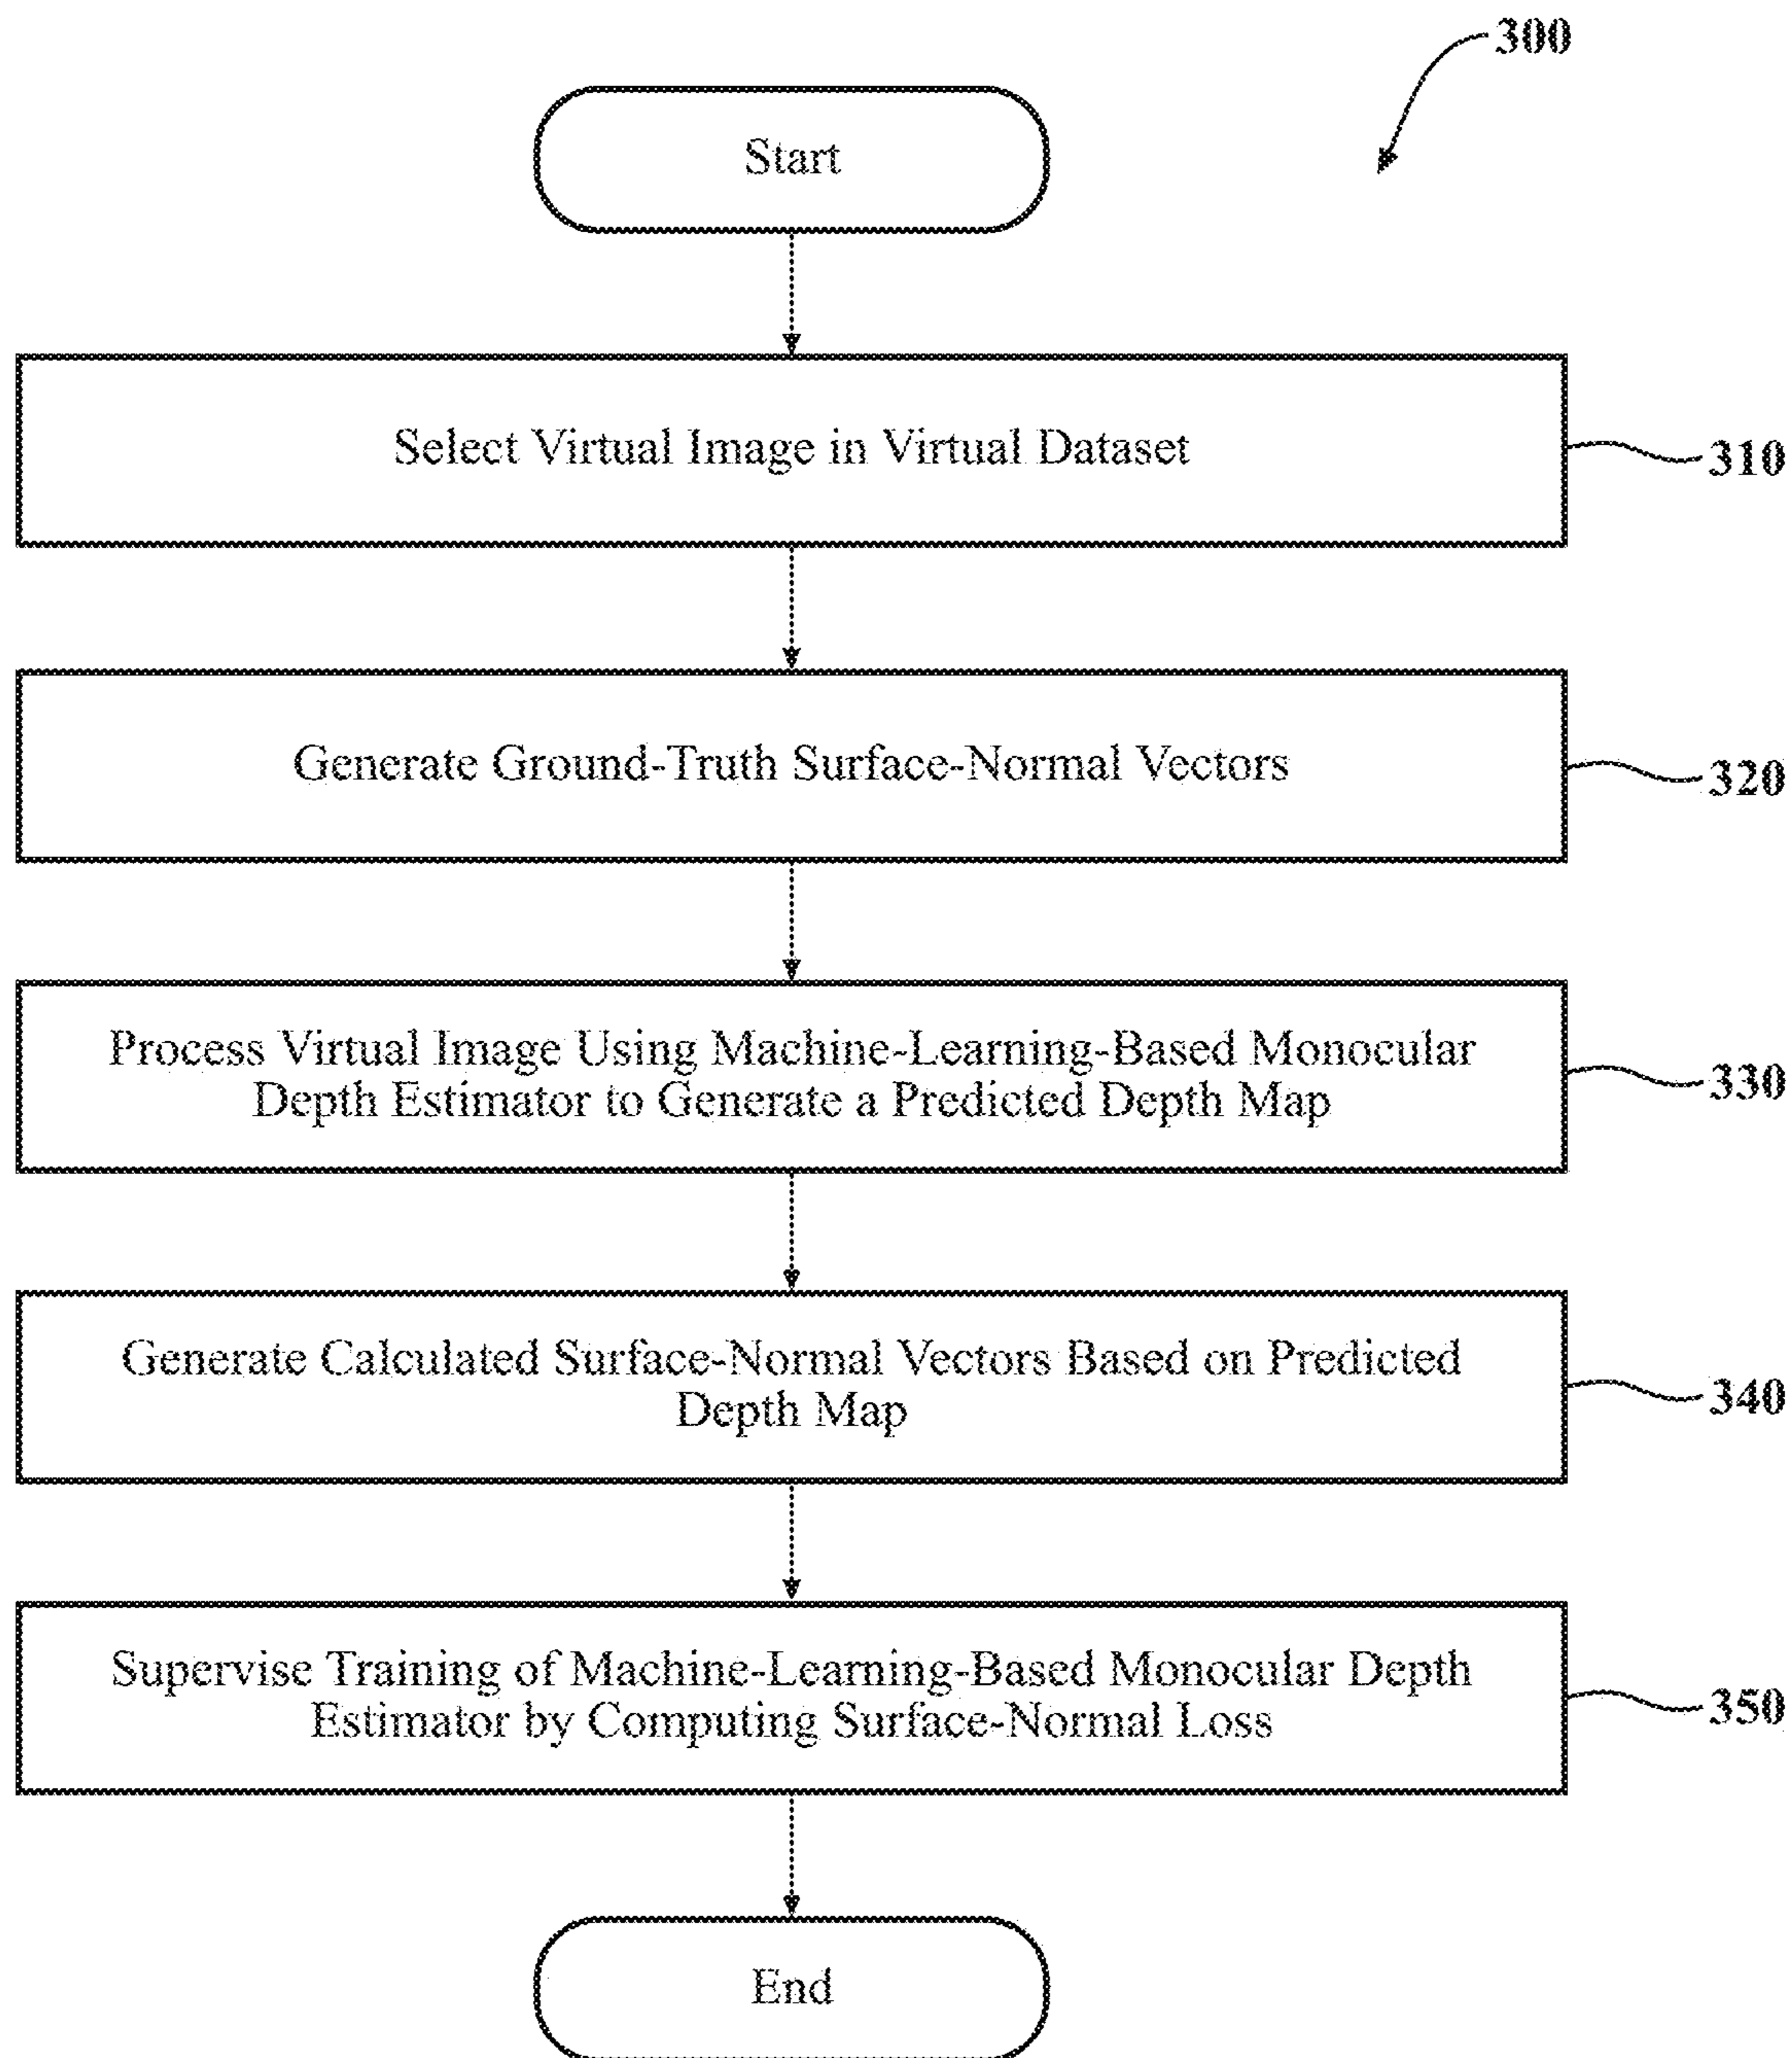 300
Start
Select Virtual Image in Virtual Dataset
310
Generate Ground-Truth Surface-Normal Vectors
320
Process Virtual Image Using Machine-Learning-Based Monocular
Depth Estimator to Generate a Predicted Depth Map
330
Generate Calculated Surface-Normal Vectors Based on Predicted
Depth Map
340
Supervise Training of Machine-Learning-Based Monocular Depth
Estimator by Computing Surface-Normal Loss
350
End